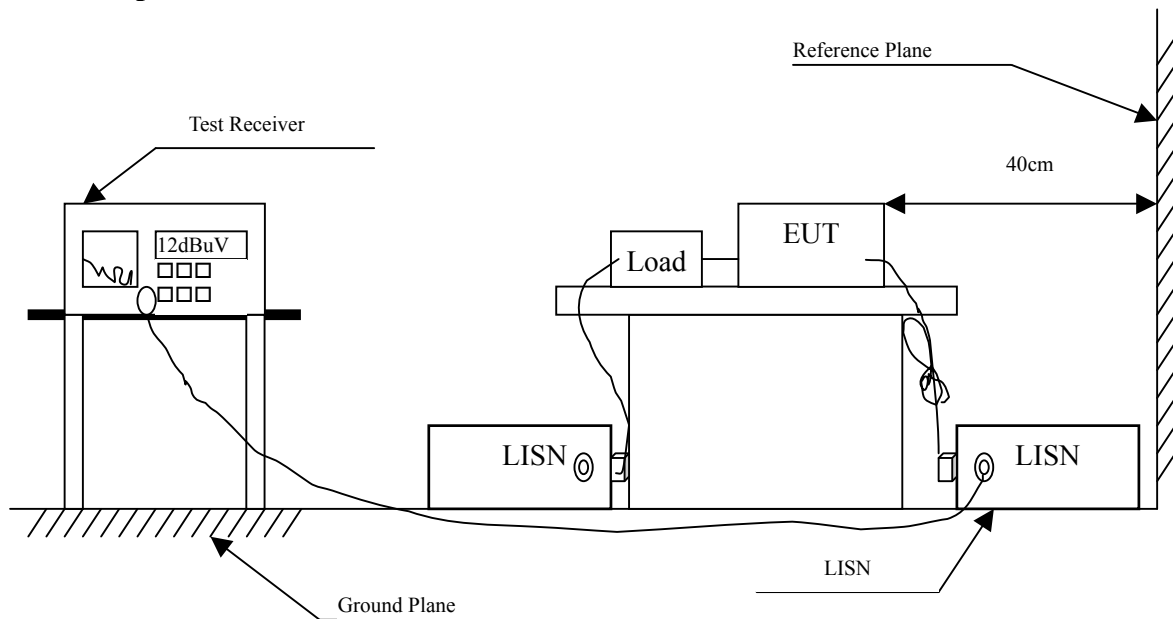 Reference Plane
Test Receiver
40cm
12dBuV
EUT
Load
LISN
LISN
LISN
Ground Plane